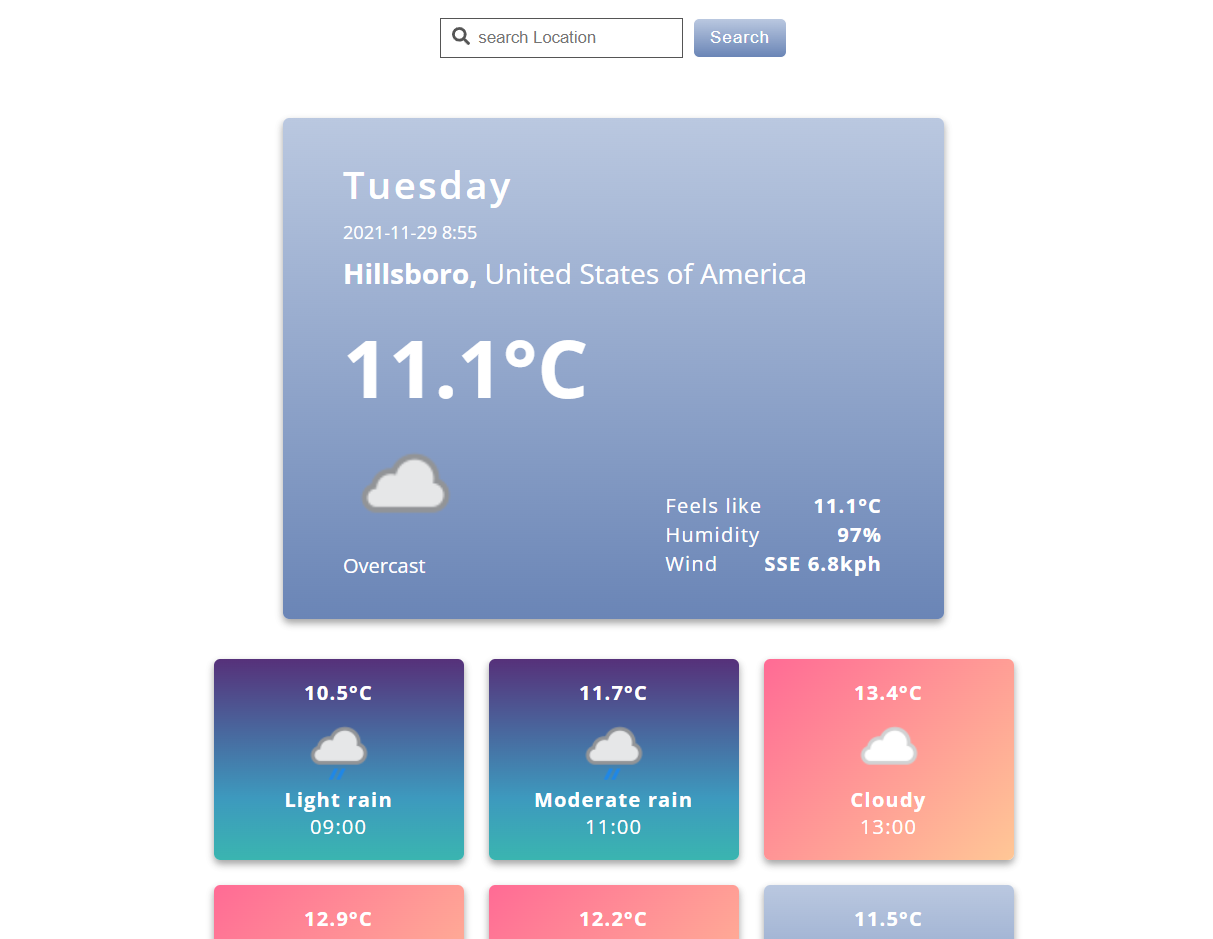 search Location
Search
Tuesday
2021-11-29 8:55
Hillsboro, United States of America
11.1°C
Overcast
Feels like 11.1°C
Humidity 97%
Wind SSE 6.8kph
10.5°C
Light rain
09:00
11.7°C
Moderate rain
11:00
13.4°C
Cloudy
13:00
12.9°C
12.2°C
11.5°C